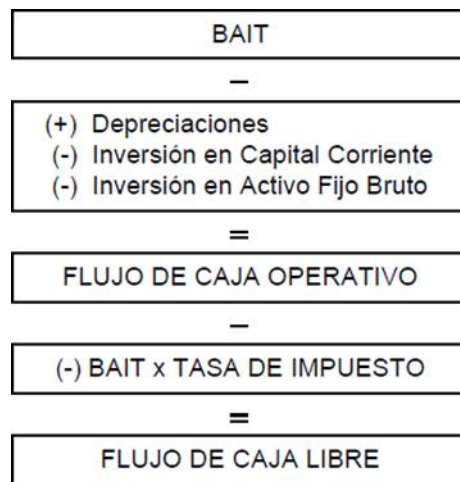 BAIT
–
(+) Depreciaciones
(-) Inversión en Capital Corriente
(-) Inversión en Activo Fijo Bruto
=
FLUJO DE CAJA OPERATIVO
–
(-) BAIT x TASA DE IMPUESTO
=
FLUJO DE CAJA LIBRE